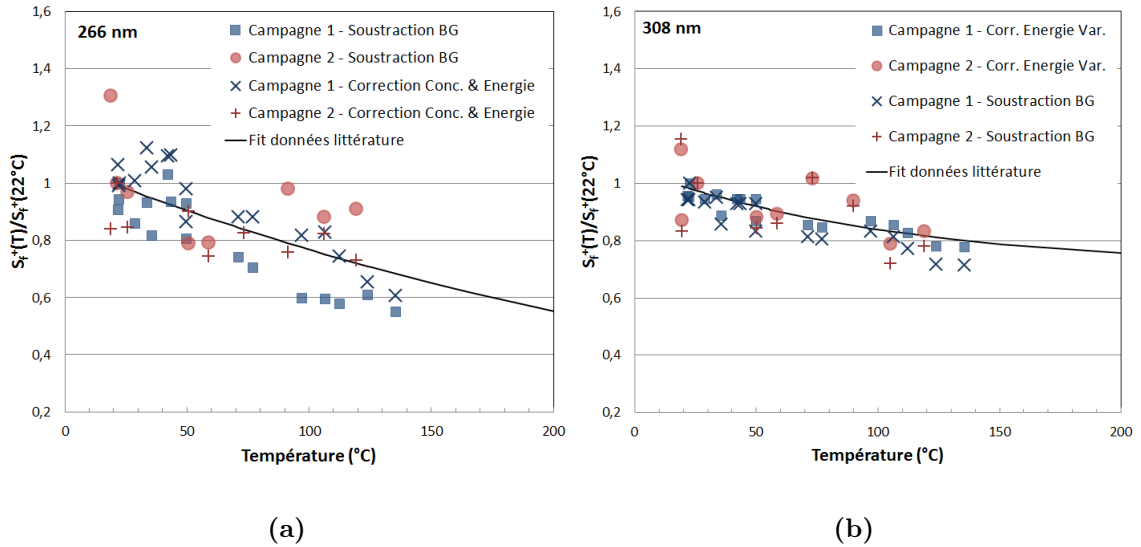 266 nm
Campagne 1 - Soustraction BG
Campagne 2 - Soustraction BG
Campagne 1 - Correction Conc. & Energie
Campagne 2 - Correction Conc. & Energie
Fit données littérature
1,6
1,4
1,2
1
0,8
0,6
0,4
0,2
0 50 100 150 200
Sf+(T)/Sf+(22°C)
Température (°C)
(a)
308 nm
Campagne 1 - Corr. Energie Var.
Campagne 2 - Corr. Energie Var.
Campagne 1 - Soustraction BG
Campagne 2 - Soustraction BG
Fit données littérature
1,6
1,4
1,2
1
0,8
0,6
0,4
0,2
0 50 100 150 200
Sf+(T)/Sf+(22°C)
Température (°C)
(b)